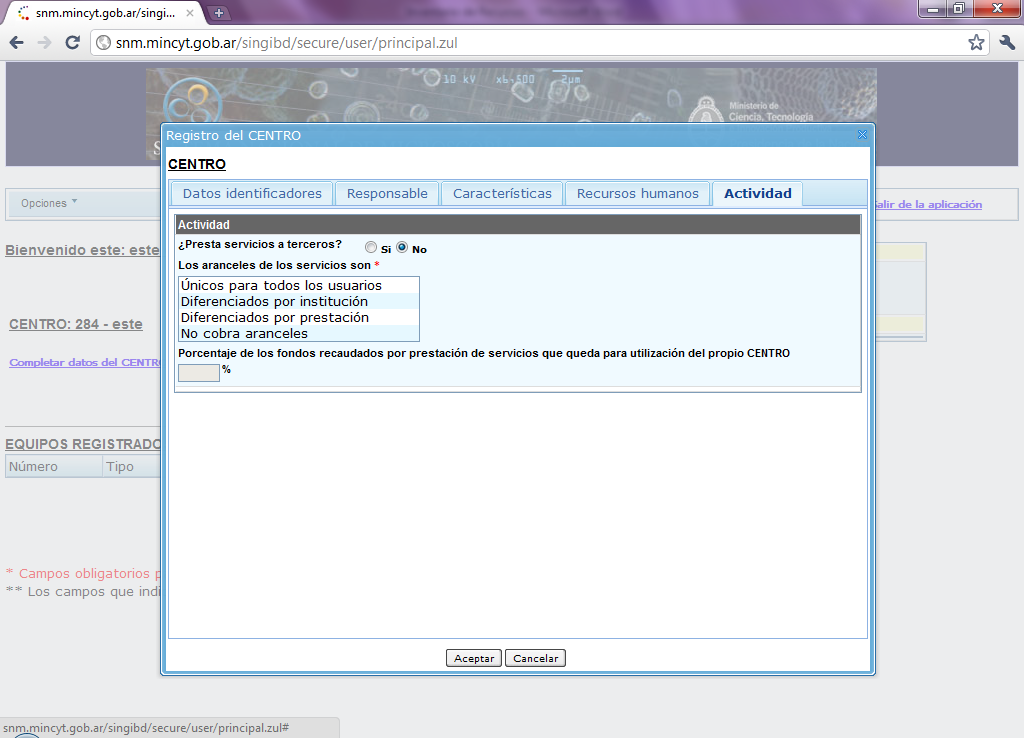 snm.mincyt.gob.ar/singi...
snm.mincyt.gob.ar/singibd/secure/user/principal.zul
10 kV x6,500 2µm
Ministerio de
Ciencia, Tecnología
Registro del CENTRO
CENTRO
Datos identificadores Responsable Características Recursos humanos Actividad
Opciones
alir de la aplicación
Actividad
¿Presta servicios a terceros? Si No
Bienvenido este: este
Los aranceles de los servicios son *
Únicos para todos los usuarios
Diferenciados por institución
Diferenciados por prestación
No cobra aranceles
CENTRO: 284 - este
Porcentaje de los fondos recaudados por prestación de servicios que queda para utilización del propio CENTRO
%
Completar datos del CENTR
EQUIPOS REGISTRADO
Número Tipo
* Campos obligatorios p
** Los campos que indi
Aceptar Cancelar
snm.mincyt.gob.ar/singibd/secure/user/principal.zul#